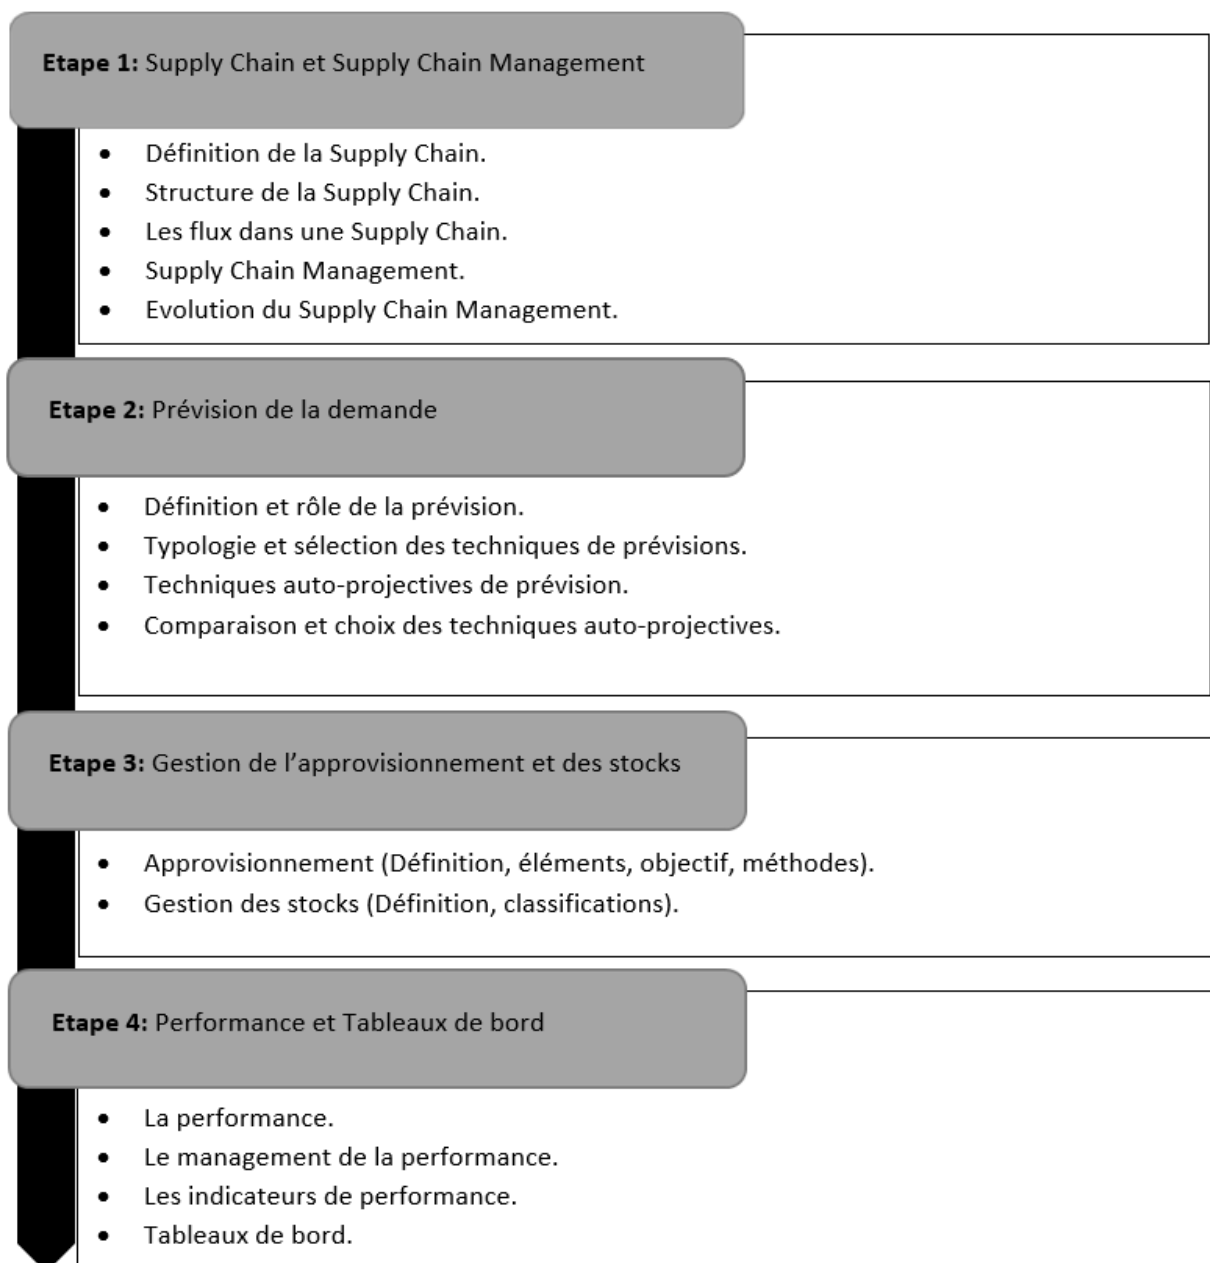 Etape 1: Supply Chain et Supply Chain Management
• Définition de la Supply Chain.
• Structure de la Supply Chain.
• Les flux dans une Supply Chain.
• Supply Chain Management.
• Evolution du Supply Chain Management.
Etape 2: Prévision de la demande
• Définition et rôle de la prévision.
• Typologie et sélection des techniques de prévisions.
• Techniques auto-projectives de prévision.
• Comparaison et choix des techniques auto-projectives.
Etape 3: Gestion de l’approvisionnement et des stocks
• Approvisionnement (Définition, éléments, objectif, méthodes).
• Gestion des stocks (Définition, classifications).
Etape 4: Performance et Tableaux de bord
• La performance.
• Le management de la performance.
• Les indicateurs de performance.
• Tableaux de bord.